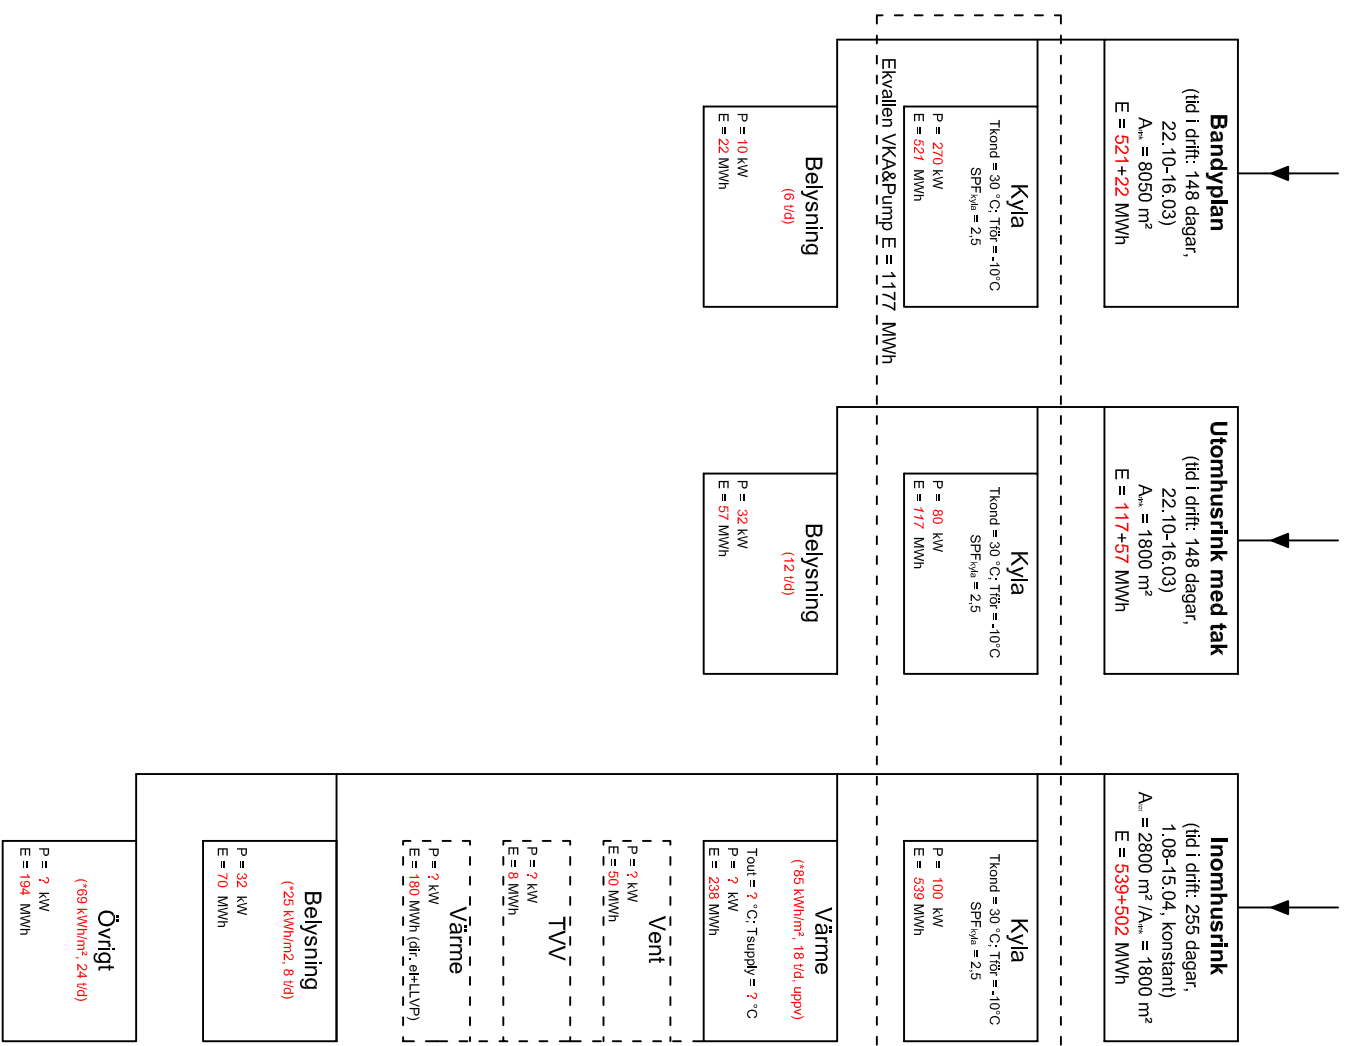 Bandyplan
(tid i drift: 148 dagar,
22.10-16.03)
Arink = 8050 m²
E = 521+22 MWh
Kyla
Tkond = 30 °C; Tför = -10°C
SPFkyla = 2,5
P = 270 kW
E = 521 MWh
Ekvallen VKA&Pump E = 1177 MWh
Belysning
(6 t/d)
P = 10 kW
E = 22 MWh
Utomhusrink med tak
(tid i drift: 148 dagar,
22.10-16.03)
Arink = 1800 m²
E = 117+57 MWh
Kyla
Tkond = 30 °C; Tför = -10°C
SPFkyla = 2,5
P = 80 kW
E = 117 MWh
Belysning
(12 t/d)
P = 32 kW
E = 57 MWh
Inomhusrink
(tid i drift: 255 dagar,
1.08-15.04, konstant)
Atot = 2800 m² /Arink = 1800 m²
E = 539+502 MWh
Kyla
Tkond = 30 °C; Tför = -10°C
SPFkyla = 2,5
P = 100 kW
E = 539 MWh
Värme
(*85 kWh/m², 18 t/d, uppv)
Tout = ? °C; Tsupply = ? °C
P = ? kW
E = 238 MWh
Vent
P = ? kW
E = 50 MWh
TVV
P = ? kW
E = 8 MWh
Värme
P = ? kW
E = 180 MWh (dir. el+LLVP)
Belysning
(*25 kWh/m2, 8 t/d)
P = 32 kW
E = 70 MWh
Övrigt
(*69 kWh/m², 24 t/d)
P = ? kW
E = 194 MWh